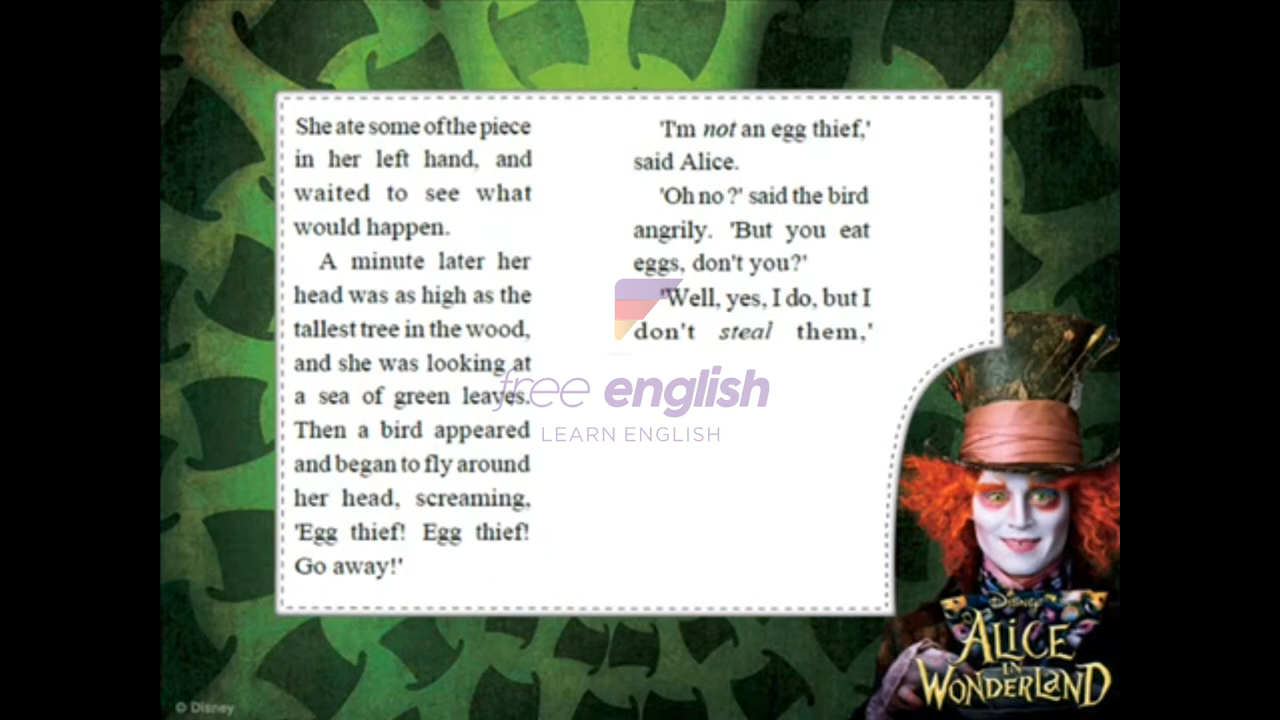 She ate some of the piece
in her left hand, and
waited to see what
would happen.
A minute later her
head was as high as the
tallest tree in the wood,
and she was looking at
a sea of green leaves.
Then a bird appeared
and began to fly around
her head, screaming,
'Egg thief! Egg thief!
Go away!'
'I'm not an egg thief,'
said Alice.
'Oh no?' said the bird
angrily. 'But you eat
eggs, don't you?'
'Well, yes, I do, but I
don't steal them,'
free english
LEARN ENGLISH
DISNEY
ALICE
IN
WONDERLAND
© Disney